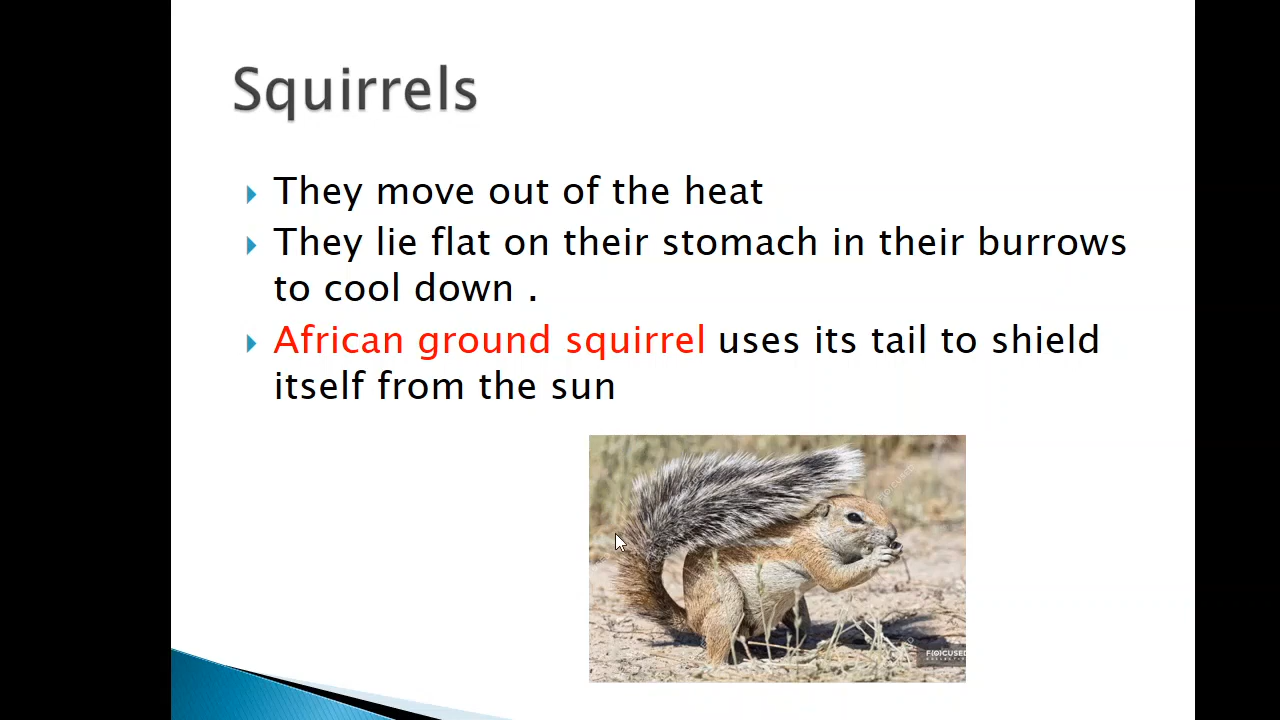 Squirrels
They move out of the heat
They lie flat on their stomach in their burrows
to cool down .
African ground squirrel uses its tail to shield
itself from the sun